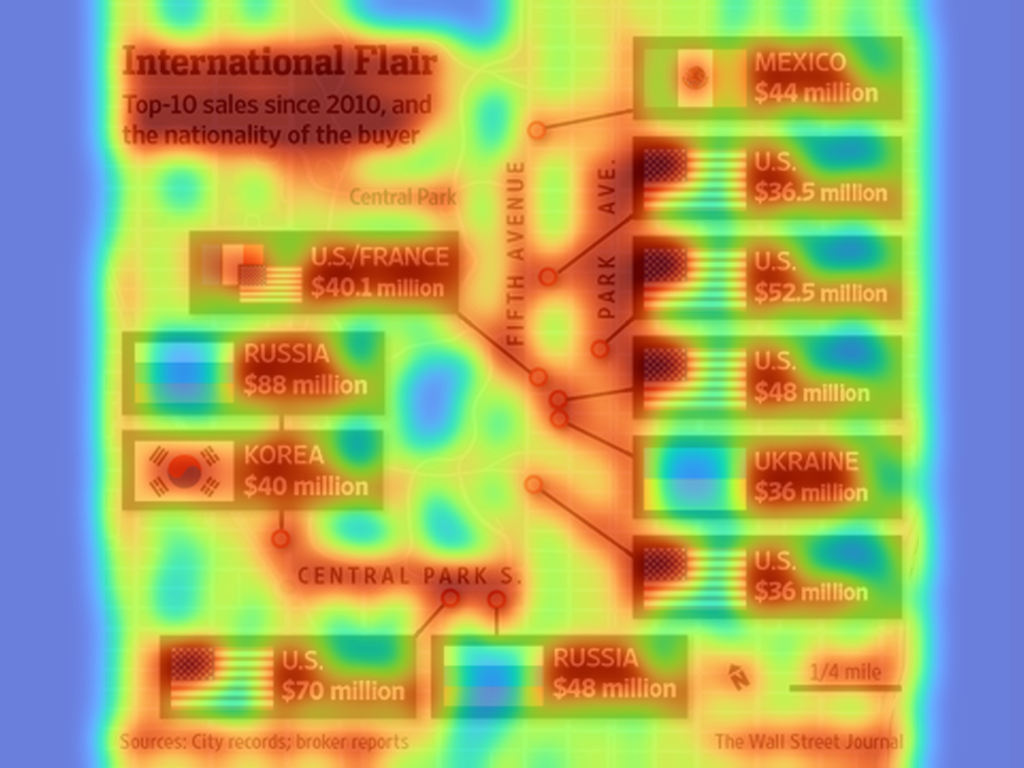 International Flair
Top-10 sales since 2010, and
the nationality of the buyer
MEXICO
$44 million
U.S.
$36.5 million
Central Park
FIFTH AVENUE
PARK AVE.
U.S./FRANCE
$40.1 million
U.S.
$52.5 million
RUSSIA
$88 million
U.S.
$48 million
KOREA
$40 million
UKRAINE
$36 million
U.S.
$36 million
CENTRAL PARK S.
U.S.
$70 million
RUSSIA
$48 million
N
1/4 mile
Sources: City records; broker reports
The Wall Street Journal